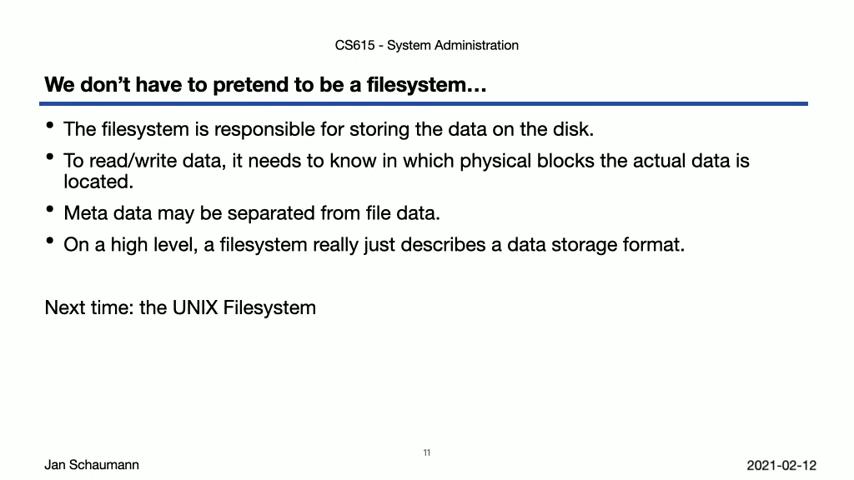 CS615 - System Administration
We don't have to pretend to be a filesystem…
• The filesystem is responsible for storing the data on the disk.
• To read/write data, it needs to know in which physical blocks the actual data is
located.
• Meta data may be separated from file data.
• On a high level, a filesystem really just describes a data storage format.
Next time: the UNIX Filesystem
11
Jan Schaumann
2021-02-12